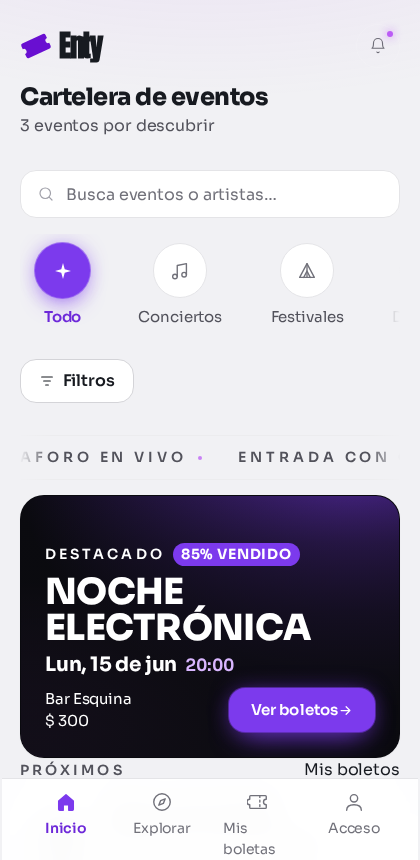 Enty
Cartelera de eventos
3 eventos por descubrir
Busca eventos o artistas...
Todo
Conciertos
Festivales
Filtros
AFORO EN VIVO • ENTRADA CON
DESTACADO 85% VENDIDO
NOCHE
ELECTRÓNICA
Lun, 15 de jun 20:00
Bar Esquina
$ 300
Ver boletos→
PRÓXIMOS
Mis boletos
Inicio
Explorar
Mis
boletas
Acceso